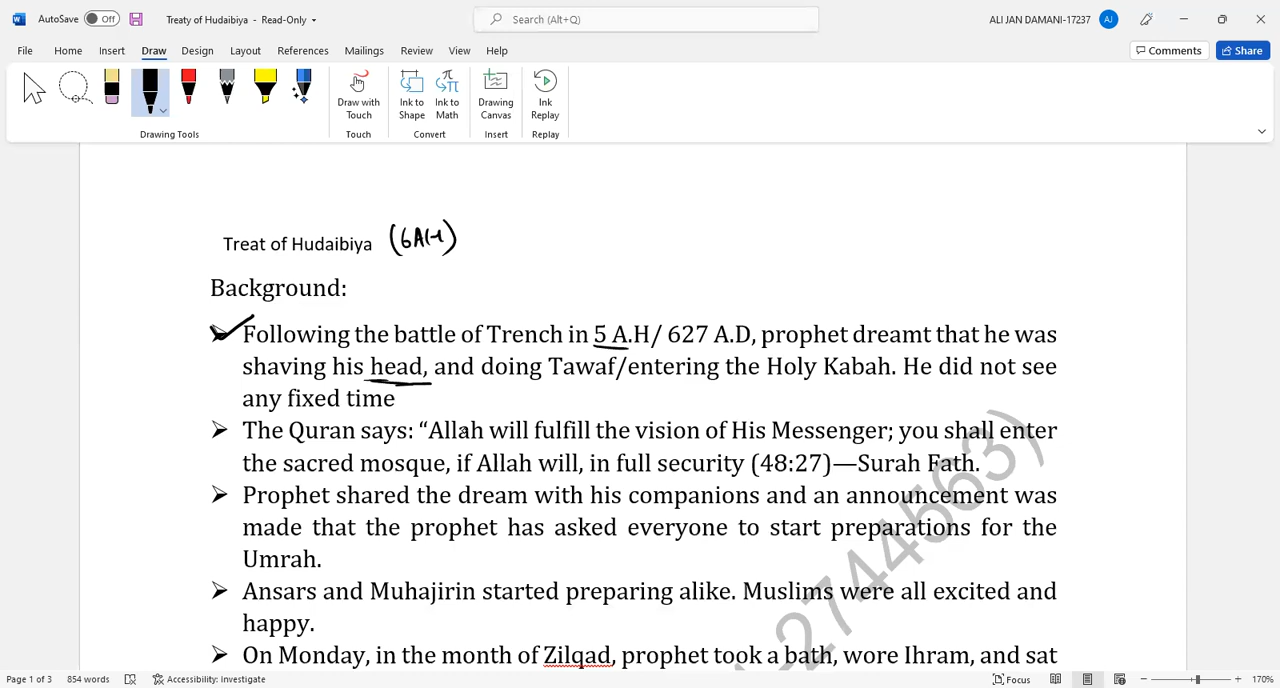 AutoSave Off Treaty of Hudaibiya - Read-Only Search (Alt+Q) ALI JAN DAMANI-17237 AJ
File Home Insert Draw Design Layout References Mailings Review View Help Comments Share
Draw with Touch Ink to Shape Ink to Math Drawing Canvas Ink Replay
Drawing Tools Touch Convert Insert Replay
Treat of Hudaibiya (6AH)
Background:
Following the battle of Trench in 5 A.H/ 627 A.D, prophet dreamt that he was
shaving his head, and doing Tawaf/entering the Holy Kabah. He did not see
any fixed time
The Quran says: “Allah will fulfill the vision of His Messenger; you shall enter
the sacred mosque, if Allah will, in full security (48:27)—Surah Fath.
Prophet shared the dream with his companions and an announcement was
made that the prophet has asked everyone to start preparations for the
Umrah.
Ansars and Muhajirin started preparing alike. Muslims were all excited and
happy.
On Monday, in the month of Zilqad, prophet took a bath, wore Ihram, and sat
2744563)
Page 1 of 3 854 words Accessibility: Investigate Focus 170%